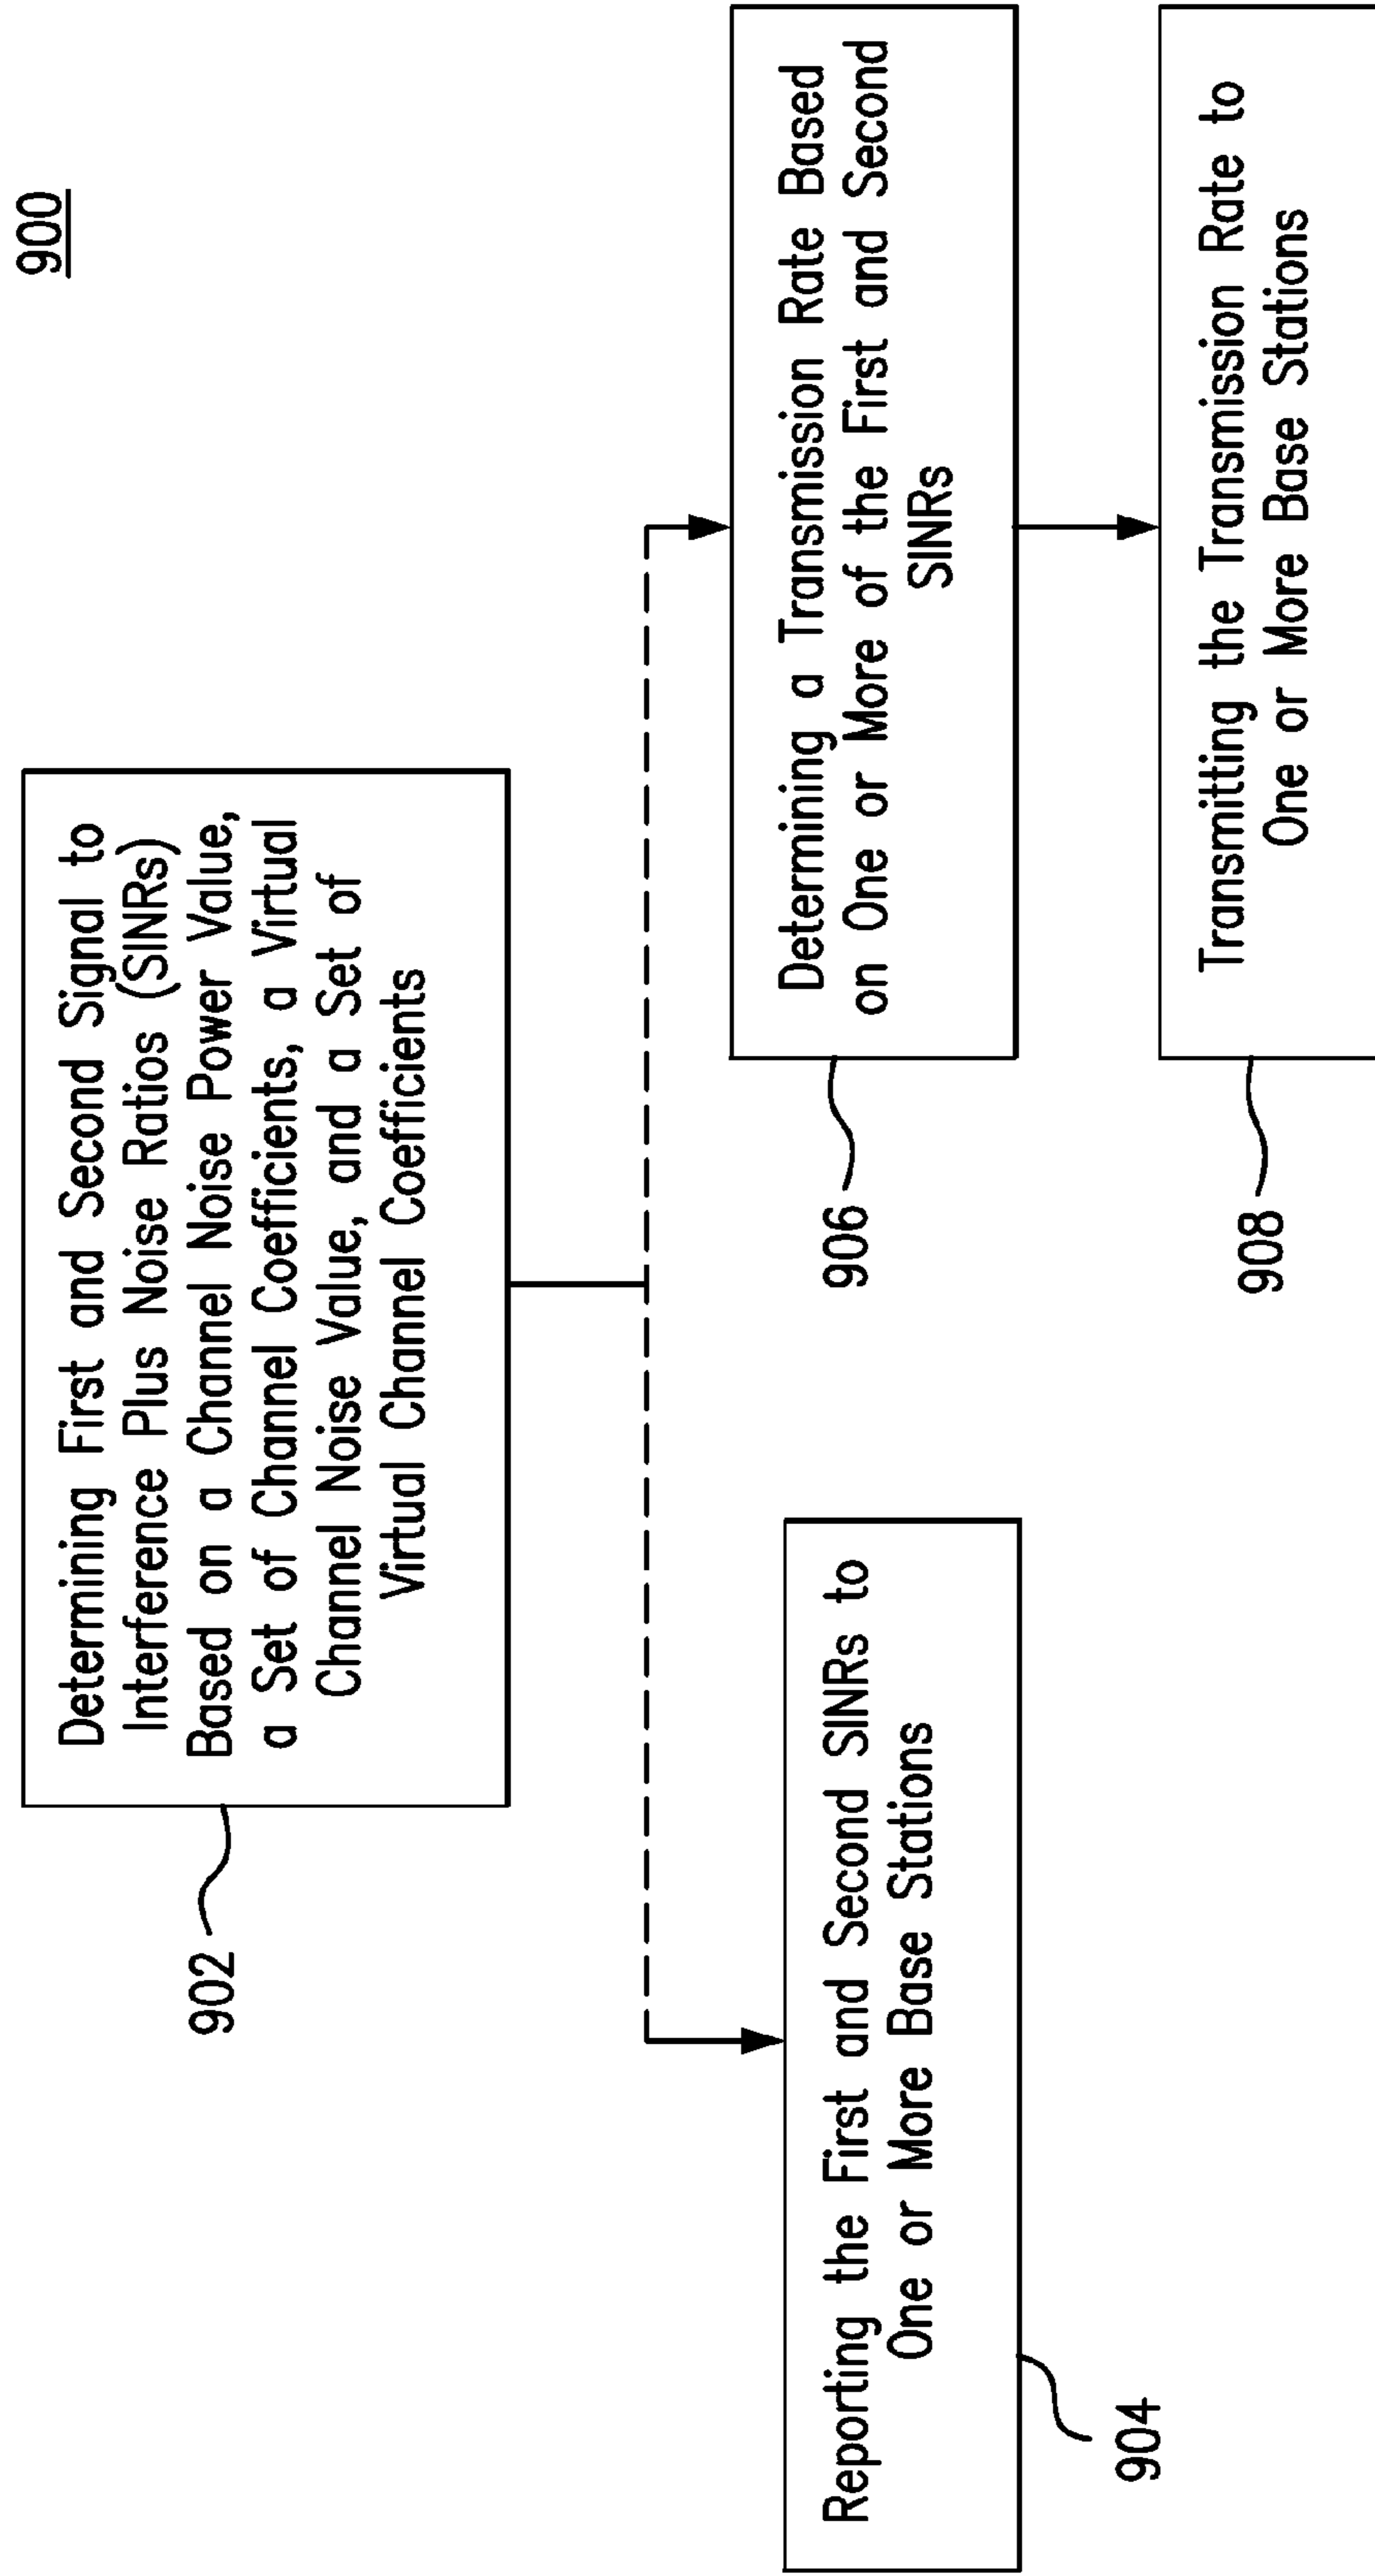 900
Determining First and Second Signal to
Interference Plus Noise Ratios (SINRs)
Based on a Channel Noise Power Value,
a Set of Channel Coefficients, a Virtual
Channel Noise Value, and a Set of
Virtual Channel Coefficients
902
Reporting the First and Second SINRs to
One or More Base Stations
904
Determining a Transmission Rate Based
on One or More of the First and Second
SINRs
906
Transmitting the Transmission Rate to
One or More Base Stations
908